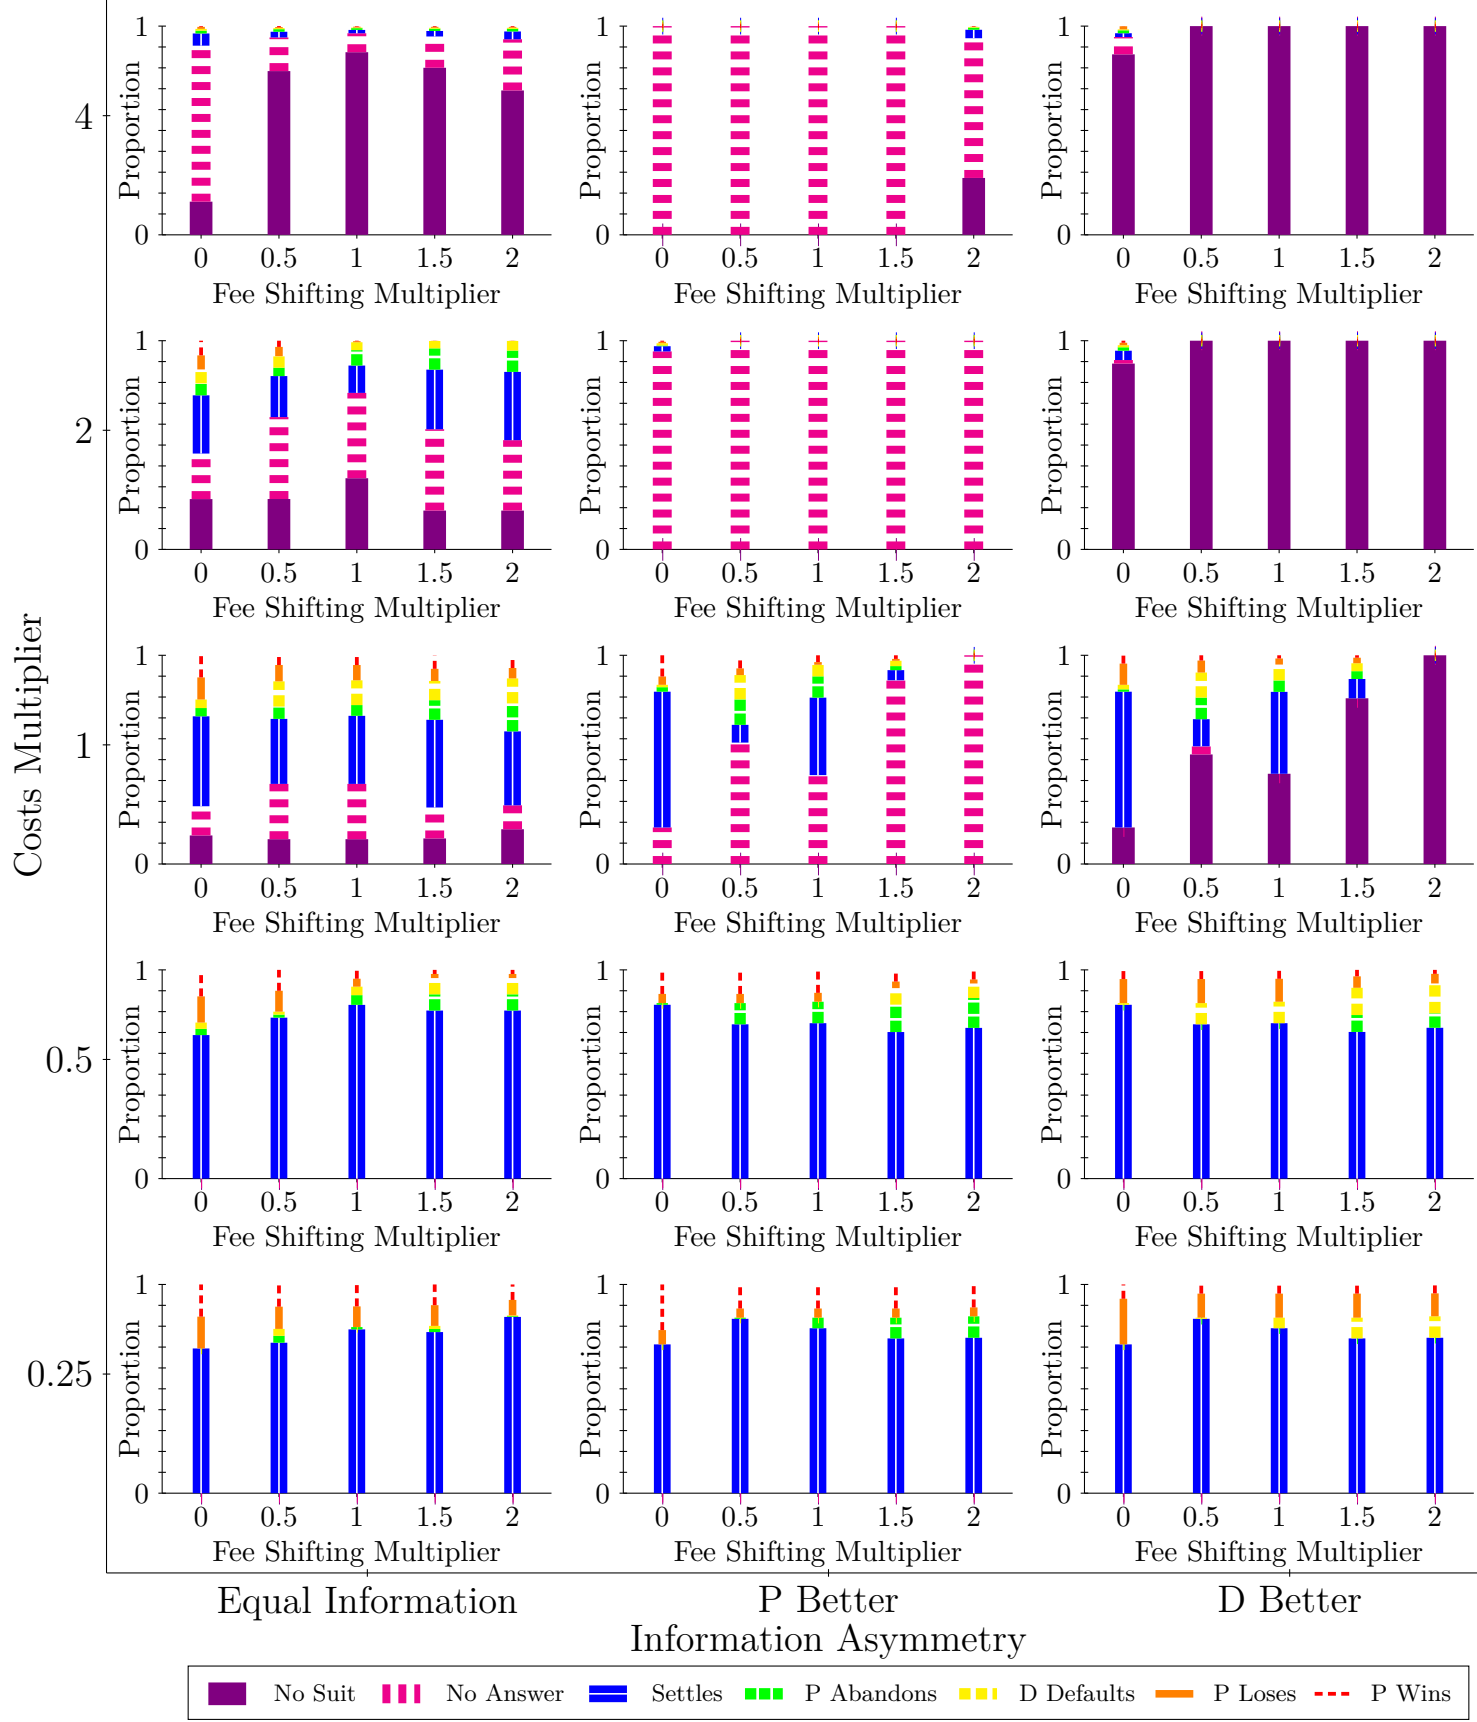 1 1 1
Proportion Proportion Proportion
4
0 0 0
0 0.5 1 1.5 2 0 0.5 1 1.5 2 0 0.5 1 1.5 2
Fee Shifting Multiplier Fee Shifting Multiplier Fee Shifting Multiplier
1 1 1
Proportion Proportion Proportion
2
0 0 0
0 0.5 1 1.5 2 0 0.5 1 1.5 2 0 0.5 1 1.5 2
Fee Shifting Multiplier Fee Shifting Multiplier Fee Shifting Multiplier
Costs Multiplier
1 1 1
Proportion Proportion Proportion
1
0 0 0
0 0.5 1 1.5 2 0 0.5 1 1.5 2 0 0.5 1 1.5 2
Fee Shifting Multiplier Fee Shifting Multiplier Fee Shifting Multiplier
1 1 1
Proportion Proportion Proportion
0.5
0 0 0
0 0.5 1 1.5 2 0 0.5 1 1.5 2 0 0.5 1 1.5 2
Fee Shifting Multiplier Fee Shifting Multiplier Fee Shifting Multiplier
1 1 1
Proportion Proportion Proportion
0.25
0 0 0
0 0.5 1 1.5 2 0 0.5 1 1.5 2 0 0.5 1 1.5 2
Fee Shifting Multiplier Fee Shifting Multiplier Fee Shifting Multiplier
Equal Information P Better D Better
Information Asymmetry
No Suit No Answer Settles P Abandons D Defaults P Loses P Wins